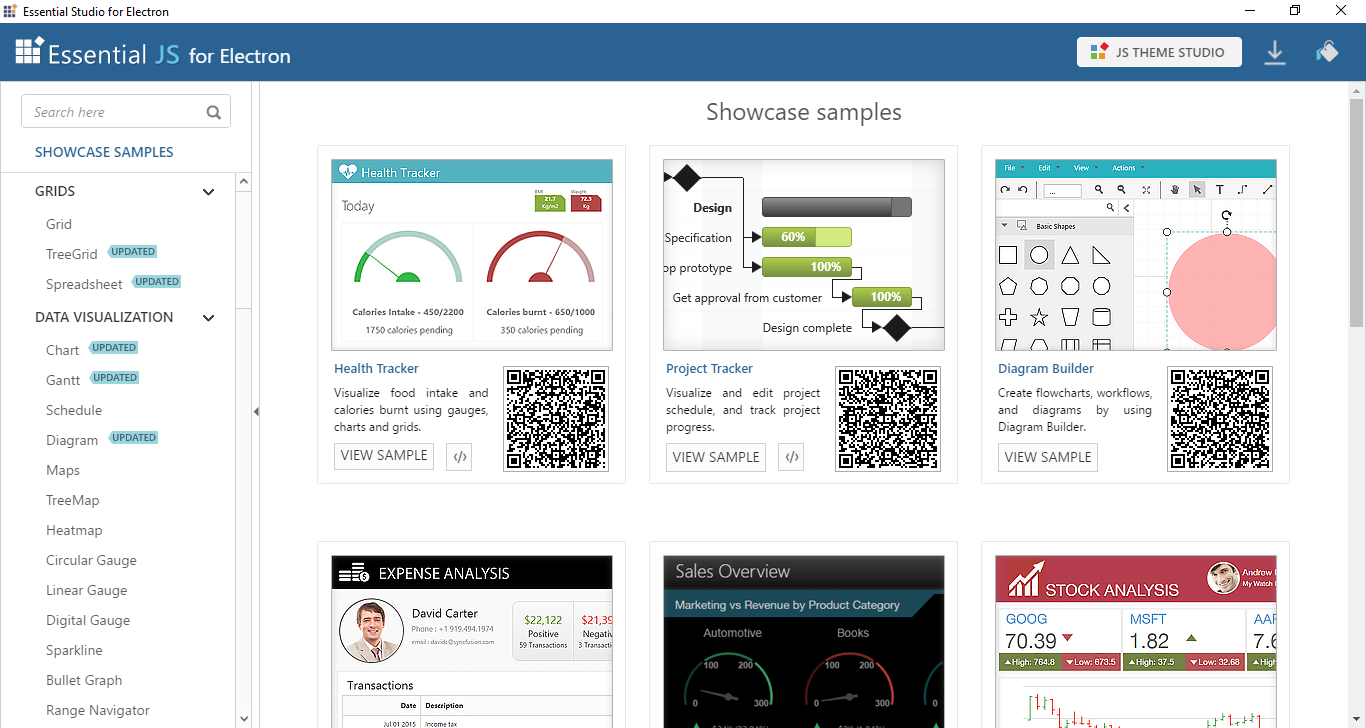 Essential Studio for Electron
Essential JS for Electron
JS THEME STUDIO
Search here
SHOWCASE SAMPLES
GRIDS
Grid
TreeGrid UPDATED
Spreadsheet UPDATED
DATA VISUALIZATION
Chart UPDATED
Gantt UPDATED
Schedule
Diagram UPDATED
Maps
TreeMap
Heatmap
Circular Gauge
Linear Gauge
Digital Gauge
Sparkline
Bullet Graph
Range Navigator
Showcase samples
Health Tracker
Today
BMI
21.7
Kg/m2
Weight
72.3
Kg
Calories Intake - 450/2200
1750 calories pending
Calories burnt - 650/1000
350 calories pending
Health Tracker
Visualize food intake and
calories burnt using gauges,
charts and grids.
VIEW SAMPLE
</>
Design
Specification
60%
op prototype
100%
Get approval from customer
100%
Design complete
Project Tracker
Visualize and edit project
schedule, and track project
progress.
VIEW SAMPLE
</>
File Edit View Actions
...
T
Basic Shapes
Diagram Builder
Create flowcharts, workflows,
and diagrams by using
Diagram Builder.
VIEW SAMPLE
EXPENSE ANALYSIS
David Carter
Phone : +1 919.494.1974
email : davidc@syncfusion.com
$22,122
Positive
59 Transactions
$21,39
Negativ
3 Transacti
Transactions
Date Description
Jul 01 2015 Income tax
Sales Overview
Marketing vs Revenue by Product Category
Automotive
100 200
0 300
Books
100 200
0 300
STOCK ANALYSIS
Andrew
My Watch
GOOG
70.39
High: 764.8 Low: 673.5
MSFT
1.82
High: 37.5 Low: 32.68
AAP
7.6
High